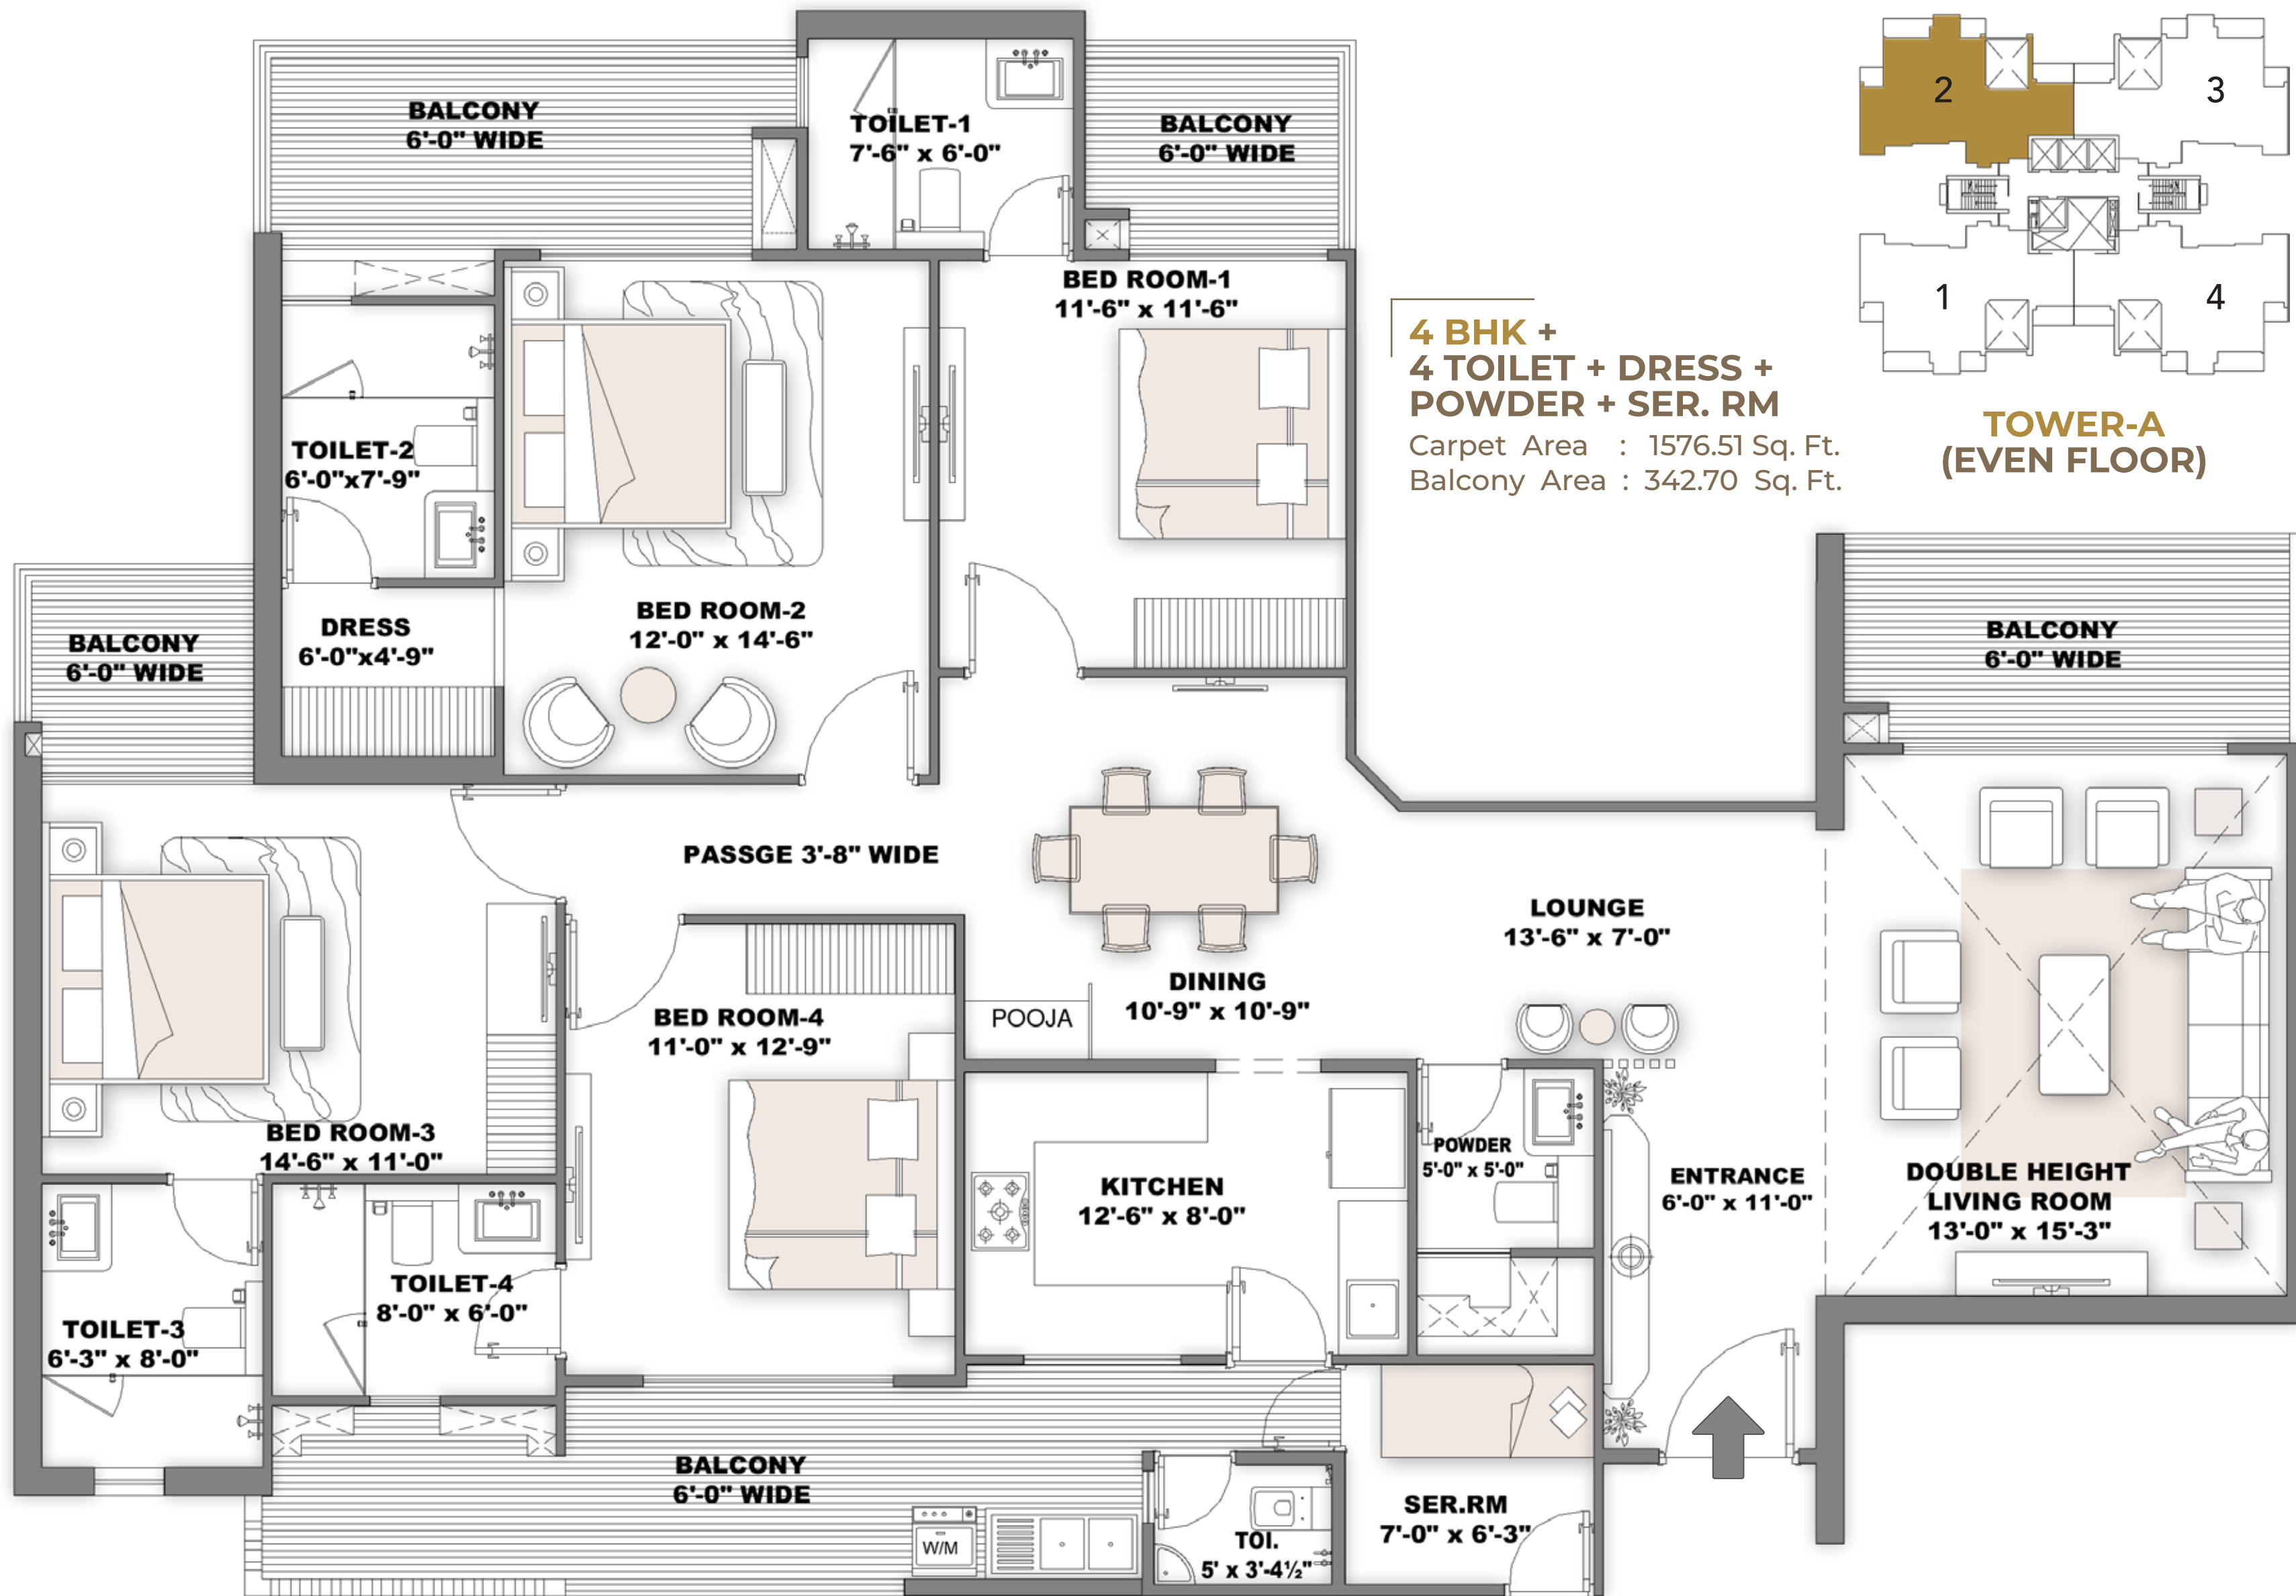 BALCONY
6'-0" WIDE
TOILET-1
7'-6" x 6'-0"
BALCONY
6'-0" WIDE
2
3
1
4
BED ROOM-1
11'-6" x 11'-6"
4 BHK +
4 TOILET + DRESS +
POWDER + SER. RM
Carpet Area : 1576.51 Sq. Ft.
Balcony Area : 342.70 Sq. Ft.
TOWER-A
(EVEN FLOOR)
TOILET-2
6'-0"x7'-9"
BED ROOM-2
12'-0" x 14'-6"
DRESS
6'-0"x4'-9"
BALCONY
6'-0" WIDE
BALCONY
6'-0" WIDE
PASSGE 3'-8" WIDE
LOUNGE
13'-6" x 7'-0"
DINING
10'-9" x 10'-9"
POOJA
BED ROOM-4
11'-0" x 12'-9"
BED ROOM-3
14'-6" x 11'-0"
KITCHEN
12'-6" x 8'-0"
POWDER
5'-0" x 5'-0"
ENTRANCE
6'-0" x 11'-0"
DOUBLE HEIGHT
LIVING ROOM
13'-0" x 15'-3"
TOILET-4
8'-0" x 6'-0"
TOILET-3
6'-3" x 8'-0"
BALCONY
6'-0" WIDE
W/M
TOI.
5' x 3'-4½"
SER.RM
7'-0" x 6'-3"